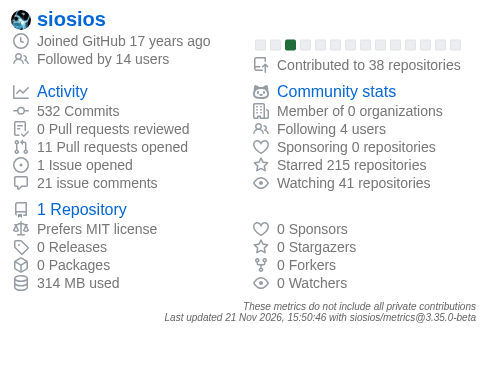 siosios
Joined GitHub 17 years ago
Followed by 14 users
Contributed to 38 repositories
Activity
532 Commits
0 Pull requests reviewed
11 Pull requests opened
1 Issue opened
21 issue comments
Community stats
Member of 0 organizations
Following 4 users
Sponsoring 0 repositories
Starred 215 repositories
Watching 41 repositories
1 Repository
Prefers MIT license
0 Releases
0 Packages
314 MB used
0 Sponsors
0 Stargazers
0 Forkers
0 Watchers
These metrics do not include all private contributions
Last updated 21 Nov 2026, 15:50:46 with siosios/metrics@3.35.0-beta